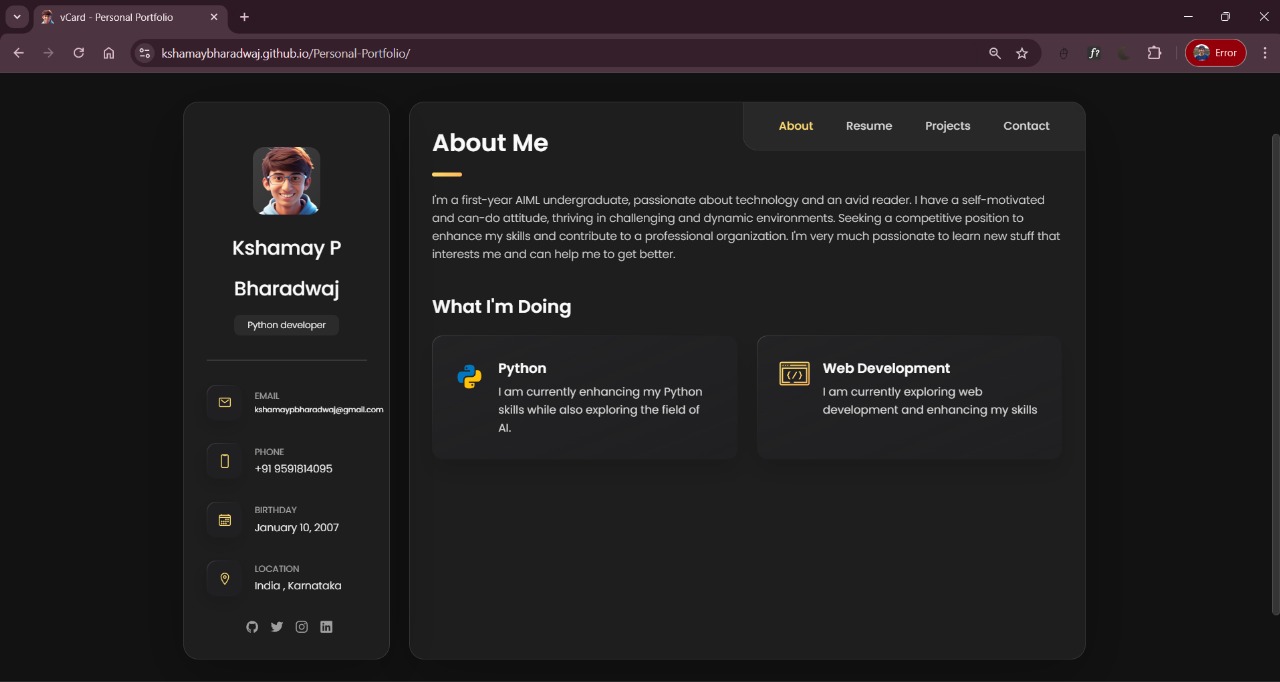 vCard - Personal Portfolio
kshamaybharadwaj.github.io/Personal-Portfolio/
f?
Error
Kshamay P
Bharadwaj
Python developer
EMAIL
kshamaypbharadwaj@gmail.com
PHONE
+91 9591814095
BIRTHDAY
January 10, 2007
LOCATION
India , Karnataka
About
Resume
Projects
Contact
About Me
I'm a first-year AIML undergraduate, passionate about technology and an avid reader. I have a self-motivated
and can-do attitude, thriving in challenging and dynamic environments. Seeking a competitive position to
enhance my skills and contribute to a professional organization. I'm very much passionate to learn new stuff that
interests me and can help me to get better.
What I'm Doing
Python
I am currently enhancing my Python
skills while also exploring the field of
AI.
Web Development
I am currently exploring web
development and enhancing my skills